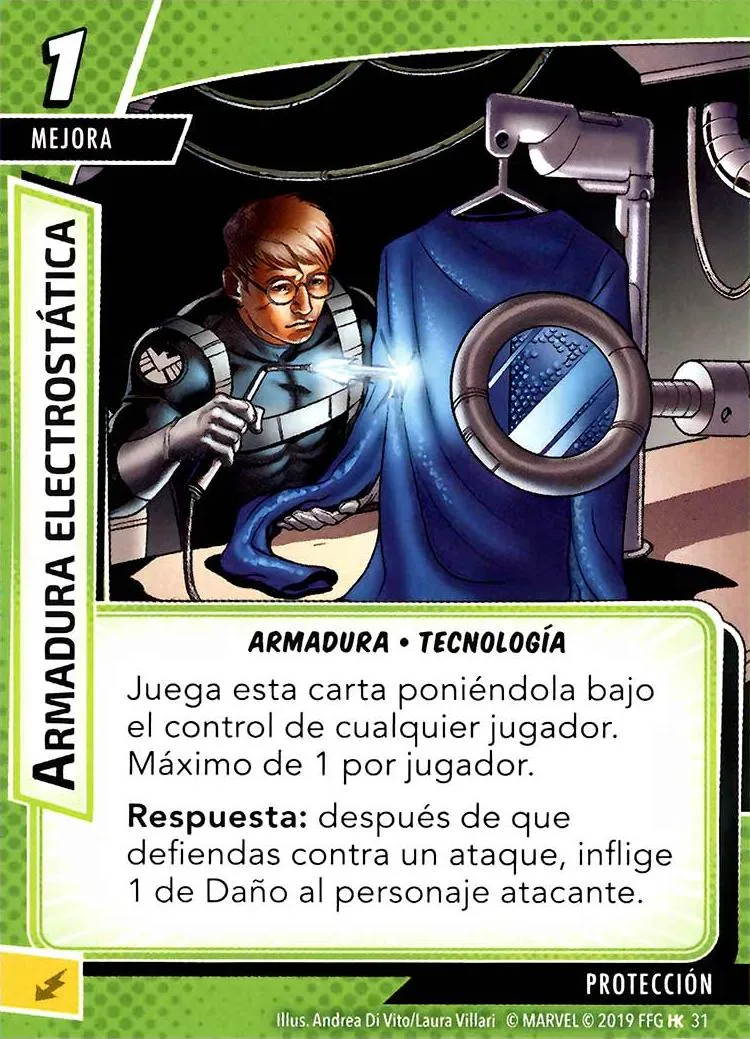 1
MEJORA
ARMADURA ELECTROSTÁTICA
ARMADURA • TECNOLOGÍA
Juega esta carta poniéndola bajo
el control de cualquier jugador.
Máximo de 1 por jugador.
Respuesta: después de que
defiendas contra un ataque, inflige
1 de Daño al personaje atacante.
PROTECCIÓN
Illus. Andrea Di Vito/Laura Villari © MARVEL © 2019 FFG 31